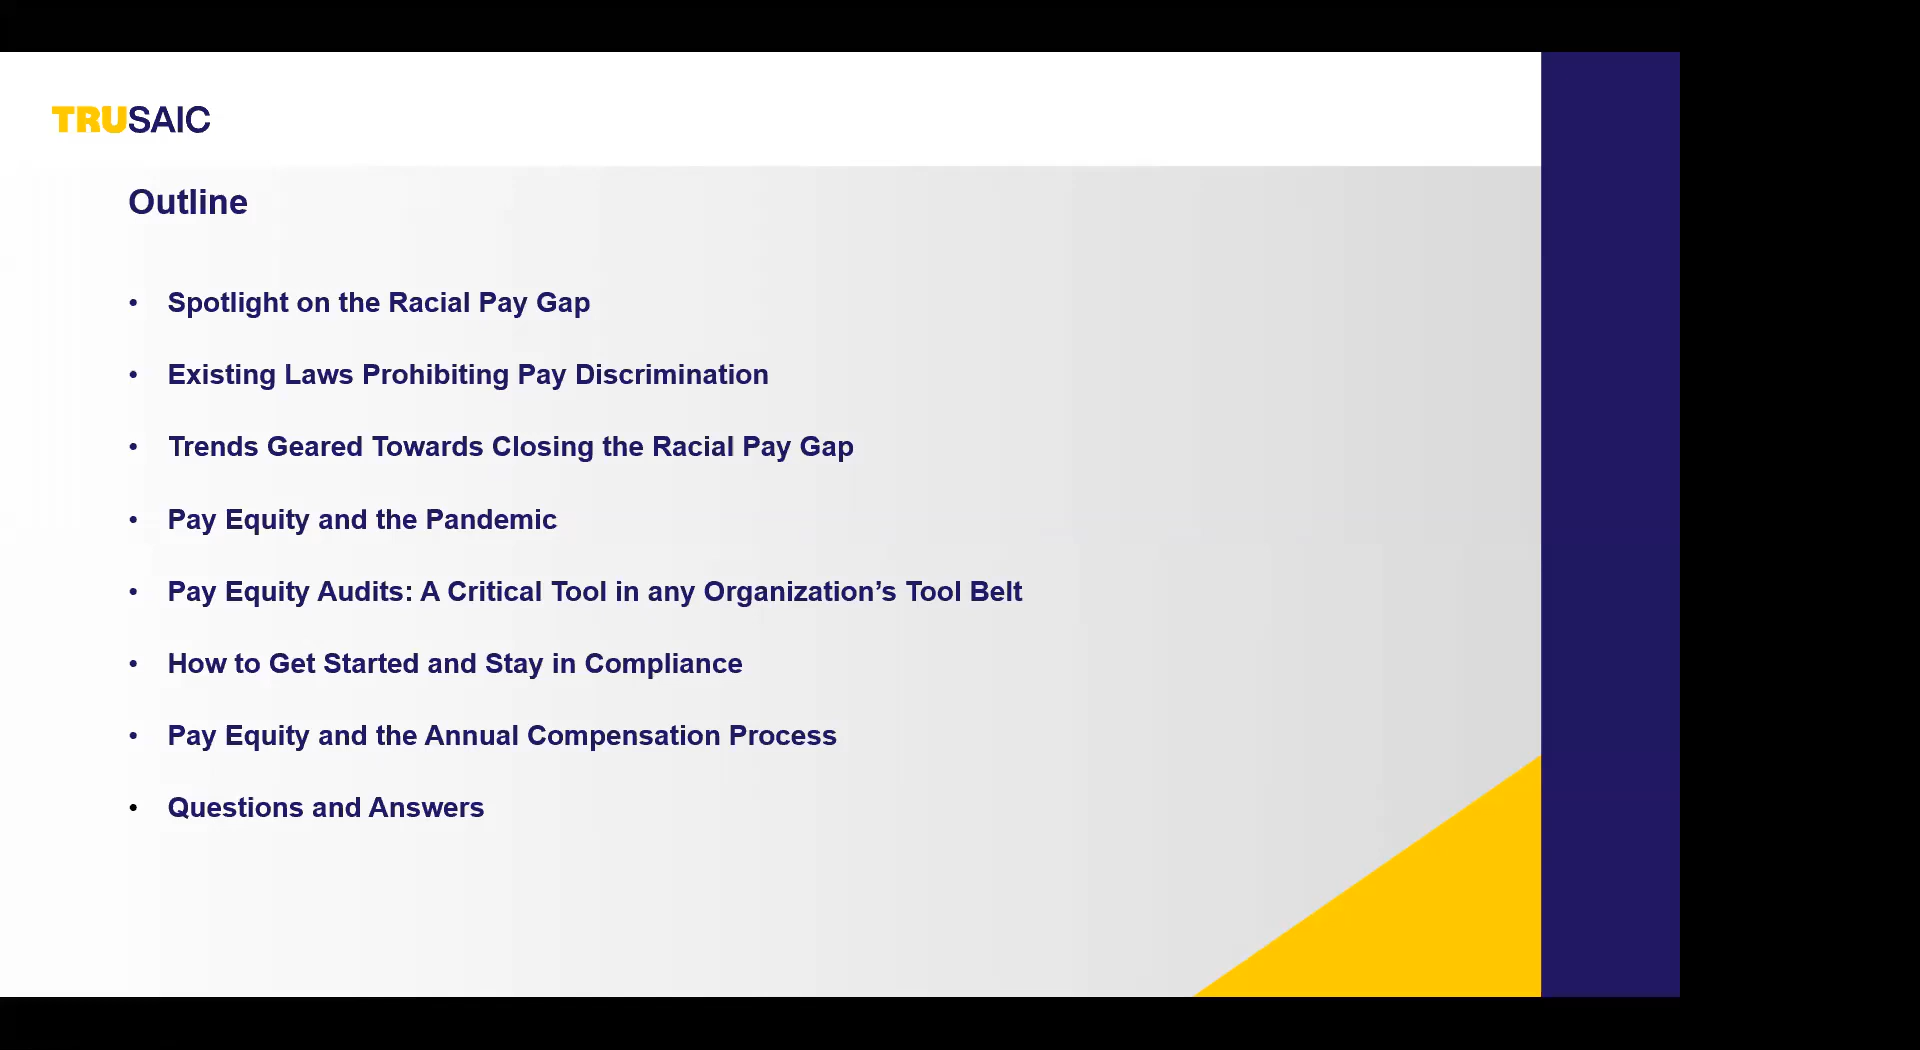 TRUSAIC
Outline
• Spotlight on the Racial Pay Gap
• Existing Laws Prohibiting Pay Discrimination
• Trends Geared Towards Closing the Racial Pay Gap
• Pay Equity and the Pandemic
• Pay Equity Audits: A Critical Tool in any Organization’s Tool Belt
• How to Get Started and Stay in Compliance
• Pay Equity and the Annual Compensation Process
• Questions and Answers